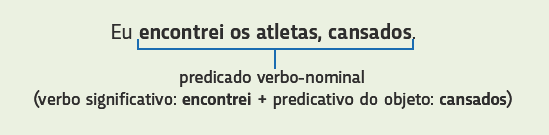 Eu encontrei os atletas, cansados.
predicado verbo-nominal
(verbo significativo: encontrei + predicativo do objeto: cansados)